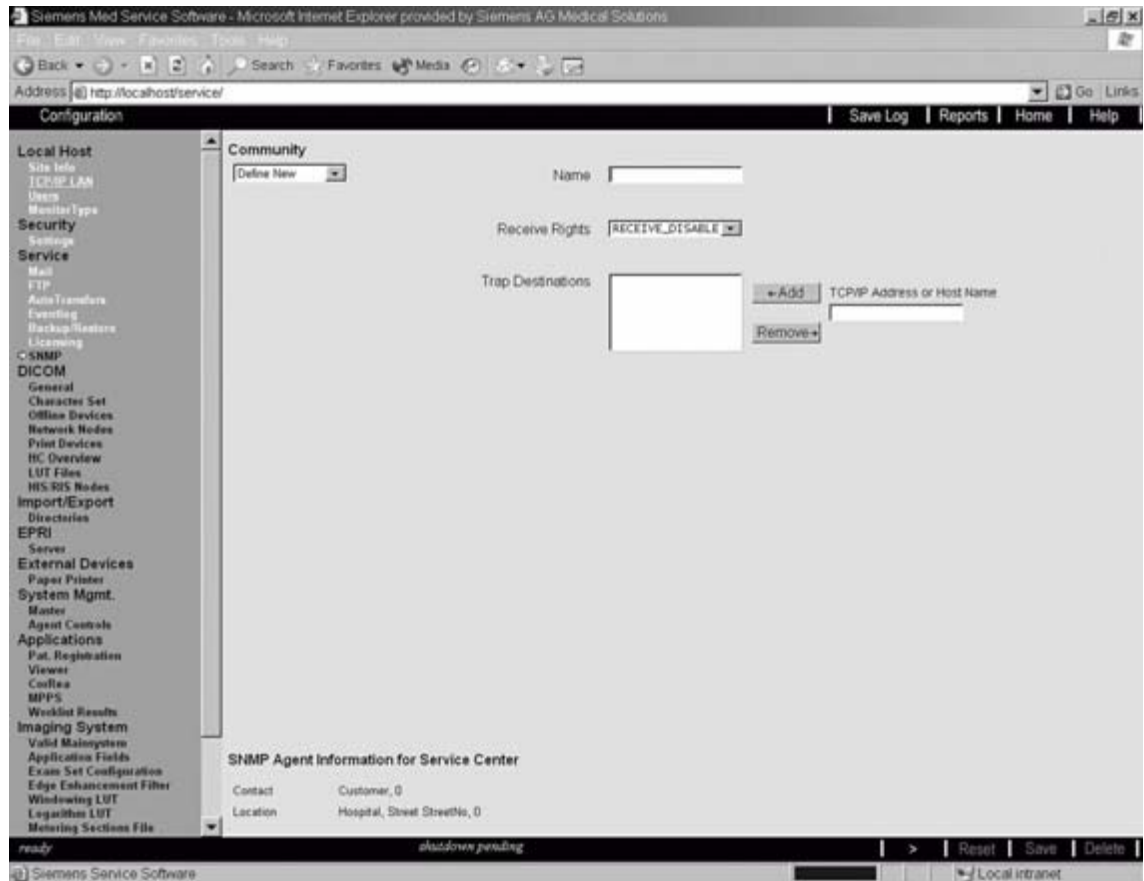 Siemens Med Service Software - Microsoft Internet Explorer provided by Siemens AG Medical Solutions
File Edit View Favorites Tools Help
Back Search Favorites Media
Address http://localhost/service/ Go Links
Configuration Save Log Reports Home Help
Local Host
Site Info
TCP/IP LAN
Users
MonitorType
Security
Settings
Service
Mail
FTP
AutoTransfers
Eventlog
Backup/Restore
Licensing
SNMP
DICOM
General
Character Set
Offline Devices
Network Nodes
Print Devices
HC Overview
LUT Files
HIS/RIS Nodes
Import/Export
Directories
EPRI
Server
External Devices
Paper Printer
System Mgmt.
Master
Agent Controls
Applications
Pat. Registration
Viewer
CorRea
MPPS
Worklist Results
Imaging System
Valid Mainsystem
Application Fields
Exam Set Configuration
Edge Enhancement Filter
Windowing LUT
Logarithm LUT
Metering Sections File
Community
Define New
Name
Receive Rights RECEIVE_DISABLE
Trap Destinations
←Add TCP/IP Address or Host Name
Remove→
SNMP Agent Information for Service Center
Contact Customer, 0
Location Hospital, Street StreetNo, 0
ready shutdown pending > Reset Save Delete
Siemens Service Software Local intranet